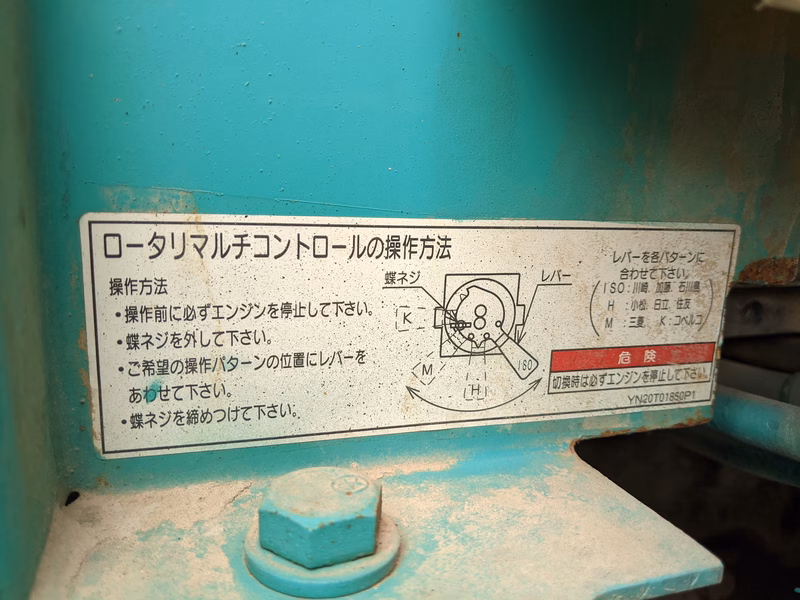 ロータリマルチコントロールの操作方法
操作方法
・操作前に必ずエンジンを停止して下さい。
・蝶ネジを外して下さい。
・ご希望の操作パターンの位置にレバーを
あわせて下さい。
・蝶ネジを締めつけて下さい。
蝶ネジ
レバー
K
M
H
ISO
レバーを各パターンに
合わせて下さい。
ISO:川崎 加藤 石川島
H :小松 日立 住友
M :三菱 K:コベルコ
危険
切換時は必ずエンジンを停止して下さい。
YN20T01850P1